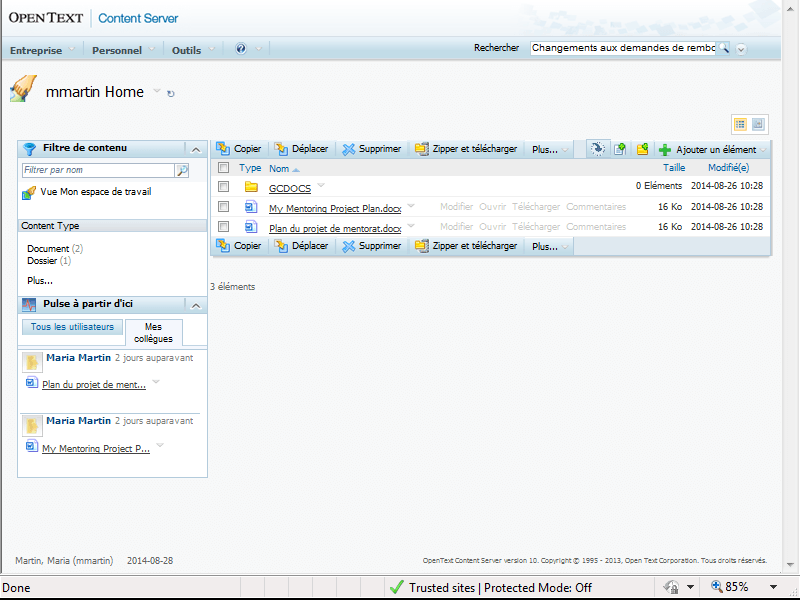 OPENTEXT Content Server
Entreprise Personnel Outils
Rechercher Changements aux demandes de rembo
mmartin Home
Filtre de contenu
Filtrer par nom
Vue Mon espace de travail
Content Type
Document (2)
Dossier (1)
Plus...
Pulse à partir d'ici
Tous les utilisateurs Mes collègues
Maria Martin 2 jours auparavant
Plan du projet de ment...
Maria Martin 2 jours auparavant
My Mentoring Project P...
Copier Déplacer Supprimer Zipper et télécharger Plus... Ajouter un élément
Type Nom Taille Modifié(e)
GCDOCS 0 Eléments 2014-08-26 10:28
My Mentoring Project Plan.docx Modifier Ouvrir Télécharger Commentaires 16 Ko 2014-08-26 10:28
Plan du projet de mentorat.docx Modifier Ouvrir Télécharger Commentaires 16 Ko 2014-08-26 10:28
Copier Déplacer Supprimer Zipper et télécharger Plus...
3 éléments
Martin, Maria (mmartin) 2014-08-28 OpenText Content Server version 10. Copyright © 1995 - 2013, Open Text Corporation. Tous droits réservés.
Done Trusted sites | Protected Mode: Off 85%